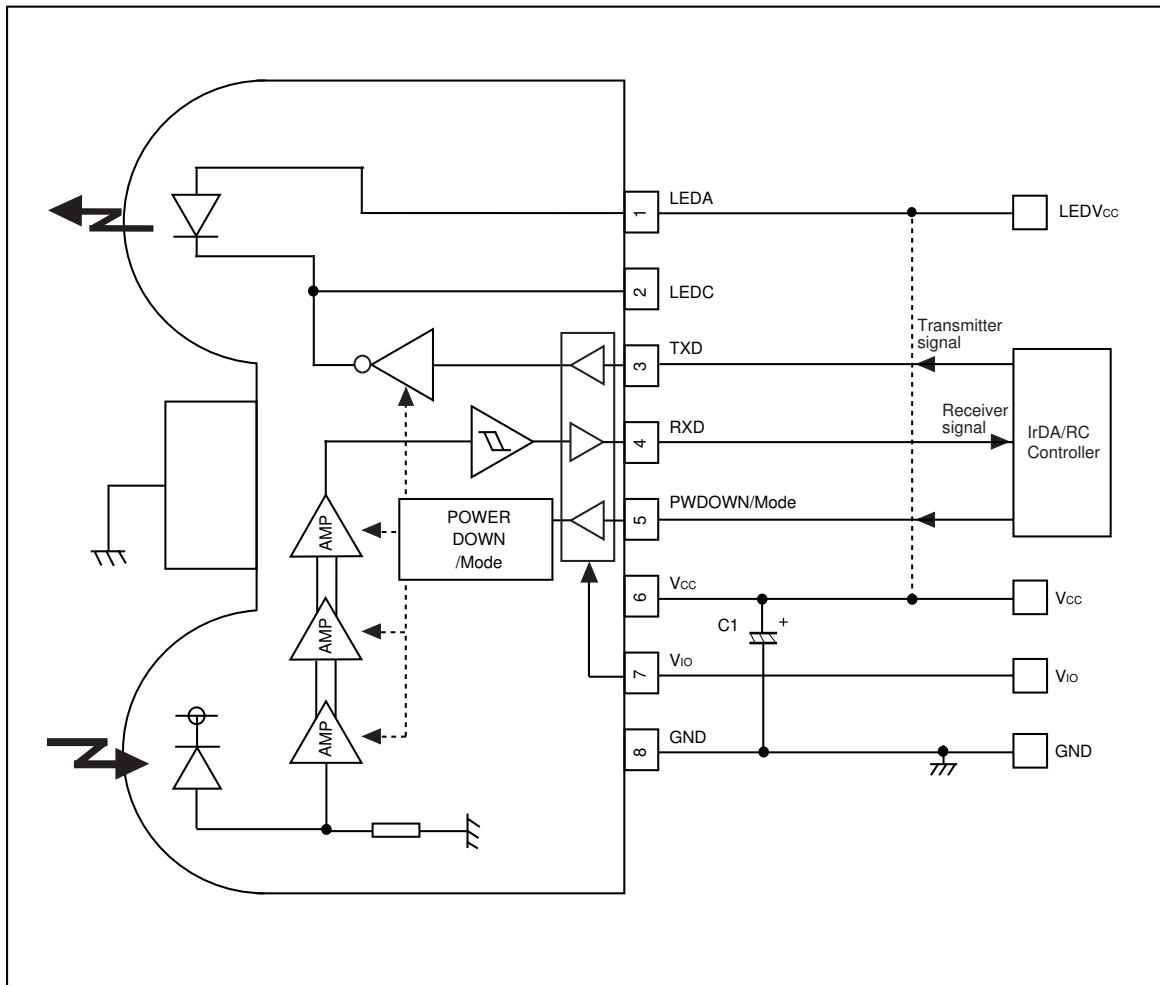 1
LEDA
LEDVcc
2
LEDC
3
TXD
Transmitter
signal
4
RXD
Receiver
signal
IrDA/RC
Controller
5
PWDOWN/Mode
POWER
DOWN
/Mode
AMP
AMP
AMP
6
Vcc
Vcc
C1
+
7
VIO
VIO
8
GND
GND